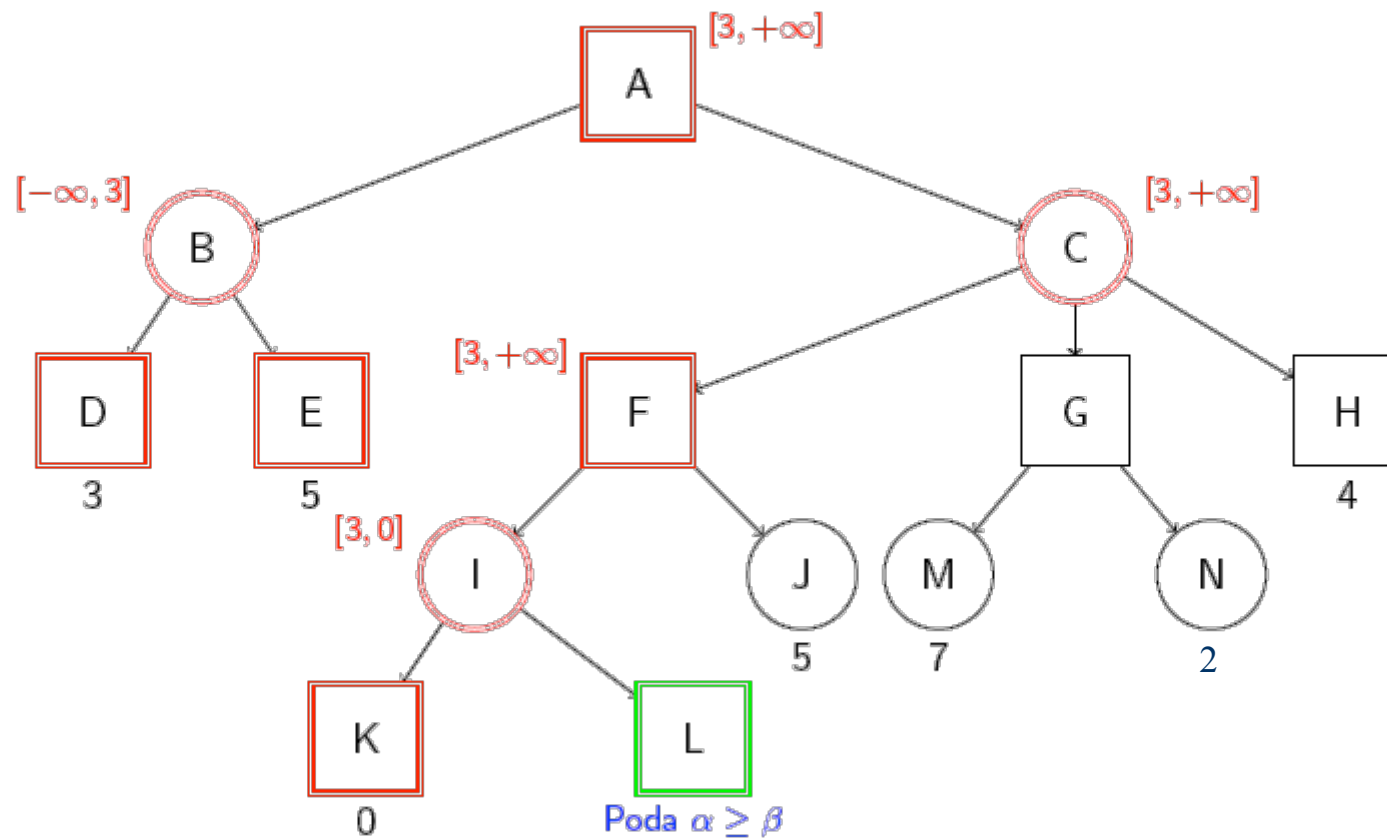 [3, +∞]
A
[−∞, 3]
B
C
[3, +∞]
D
E
[3, +∞]
F
G
H
3
5
4
[3, 0]
I
J
M
N
5
7
2
K
L
0
Poda α ≥ β